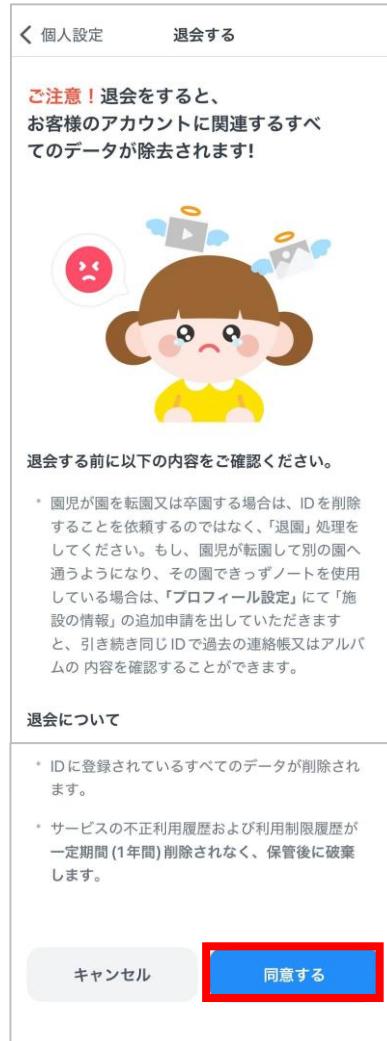 個人設定 退会する
ご注意！退会をすると、
お客様のアカウントに関連するすべ
てのデータが除去されます!
退会する前に以下の内容をご確認ください。
• 園児が園を転園又は卒園する場合は、IDを削除
することを依頼するのではなく、「退園」処理を
してください。もし、園児が転園して別の園へ
通うようになり、その園できっずノートを使用
している場合は、「プロフィール設定」にて「施
設の情報」の追加申請を出していただきます
と、引き続き同じIDで過去の連絡帳又はアルバ
ムの 内容を確認することができます。
退会について
• IDに登録されているすべてのデータが削除され
ます。
• サービスの不正利用履歴および利用制限履歴が
一定期間 (1年間) 削除されなく、保管後に破棄
します。
キャンセル 同意する